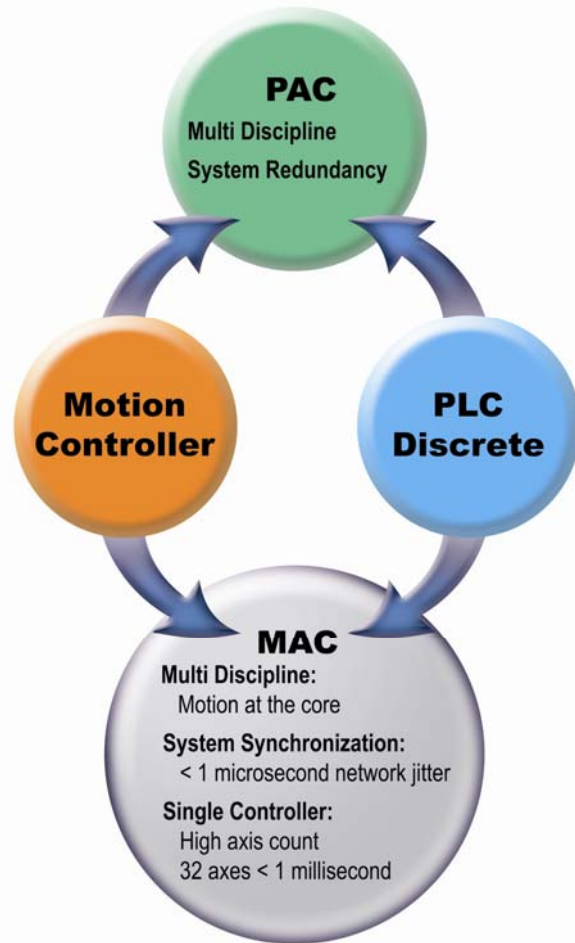 PAC
Multi Discipline
System Redundancy
Motion
Controller
PLC
Discrete
MAC
Multi Discipline:
Motion at the core
System Synchronization:
< 1 microsecond network jitter
Single Controller:
High axis count
32 axes < 1 millisecond